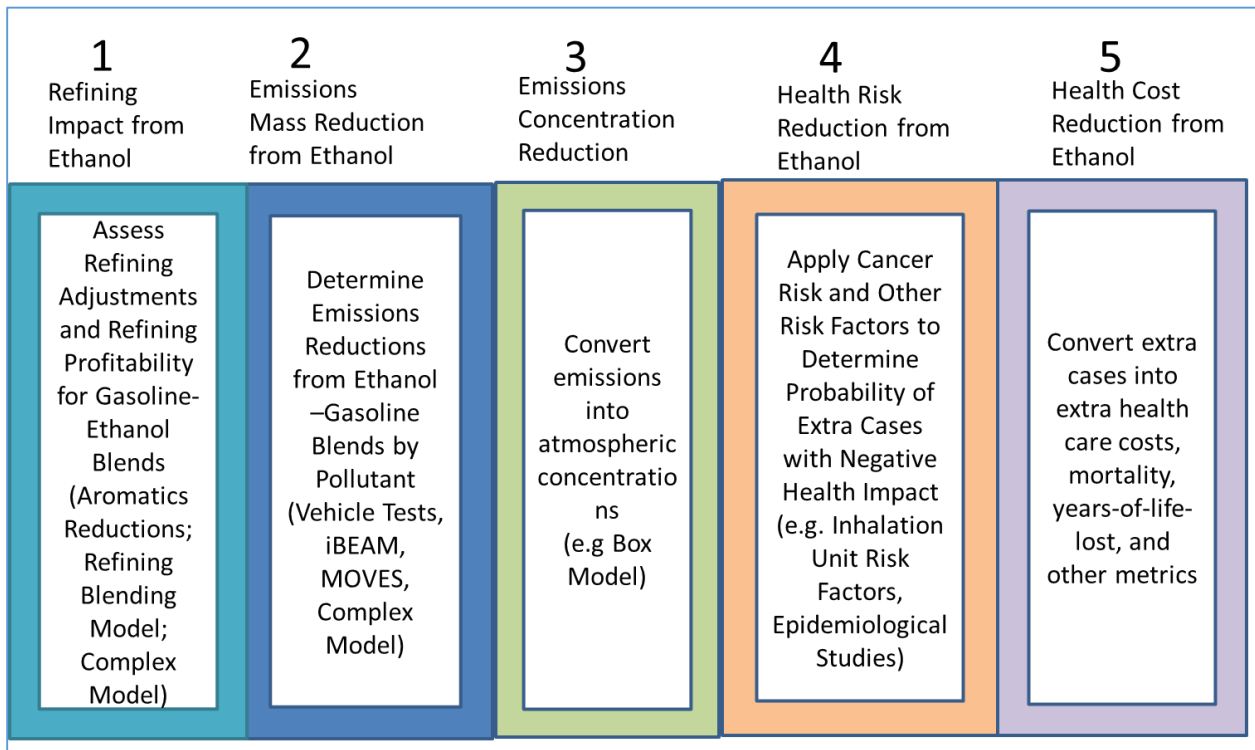 1
Refining
Impact from
Ethanol
2
Emissions
Mass Reduction
from Ethanol
3
Emissions
Concentration
Reduction
4
Health Risk
Reduction from
Ethanol
5
Health Cost
Reduction from
Ethanol
Assess
Refining
Adjustments
and Refining
Profitability
for Gasoline-
Ethanol
Blends
(Aromatics
Reductions;
Refining
Blending
Model;
Complex
Model)
Determine
Emissions
Reductions
from Ethanol
–Gasoline
Blends by
Pollutant
(Vehicle Tests,
iBEAM,
MOVES,
Complex
Model)
Convert
emissions
into
atmospheric
concentratio
ns
(e.g Box
Model)
Apply Cancer
Risk and Other
Risk Factors to
Determine
Probability of
Extra Cases
with Negative
Health Impact
(e.g. Inhalation
Unit Risk
Factors,
Epidemiological
Studies)
Convert extra
cases into
extra health
care costs,
mortality,
years-of-life-
lost, and
other metrics